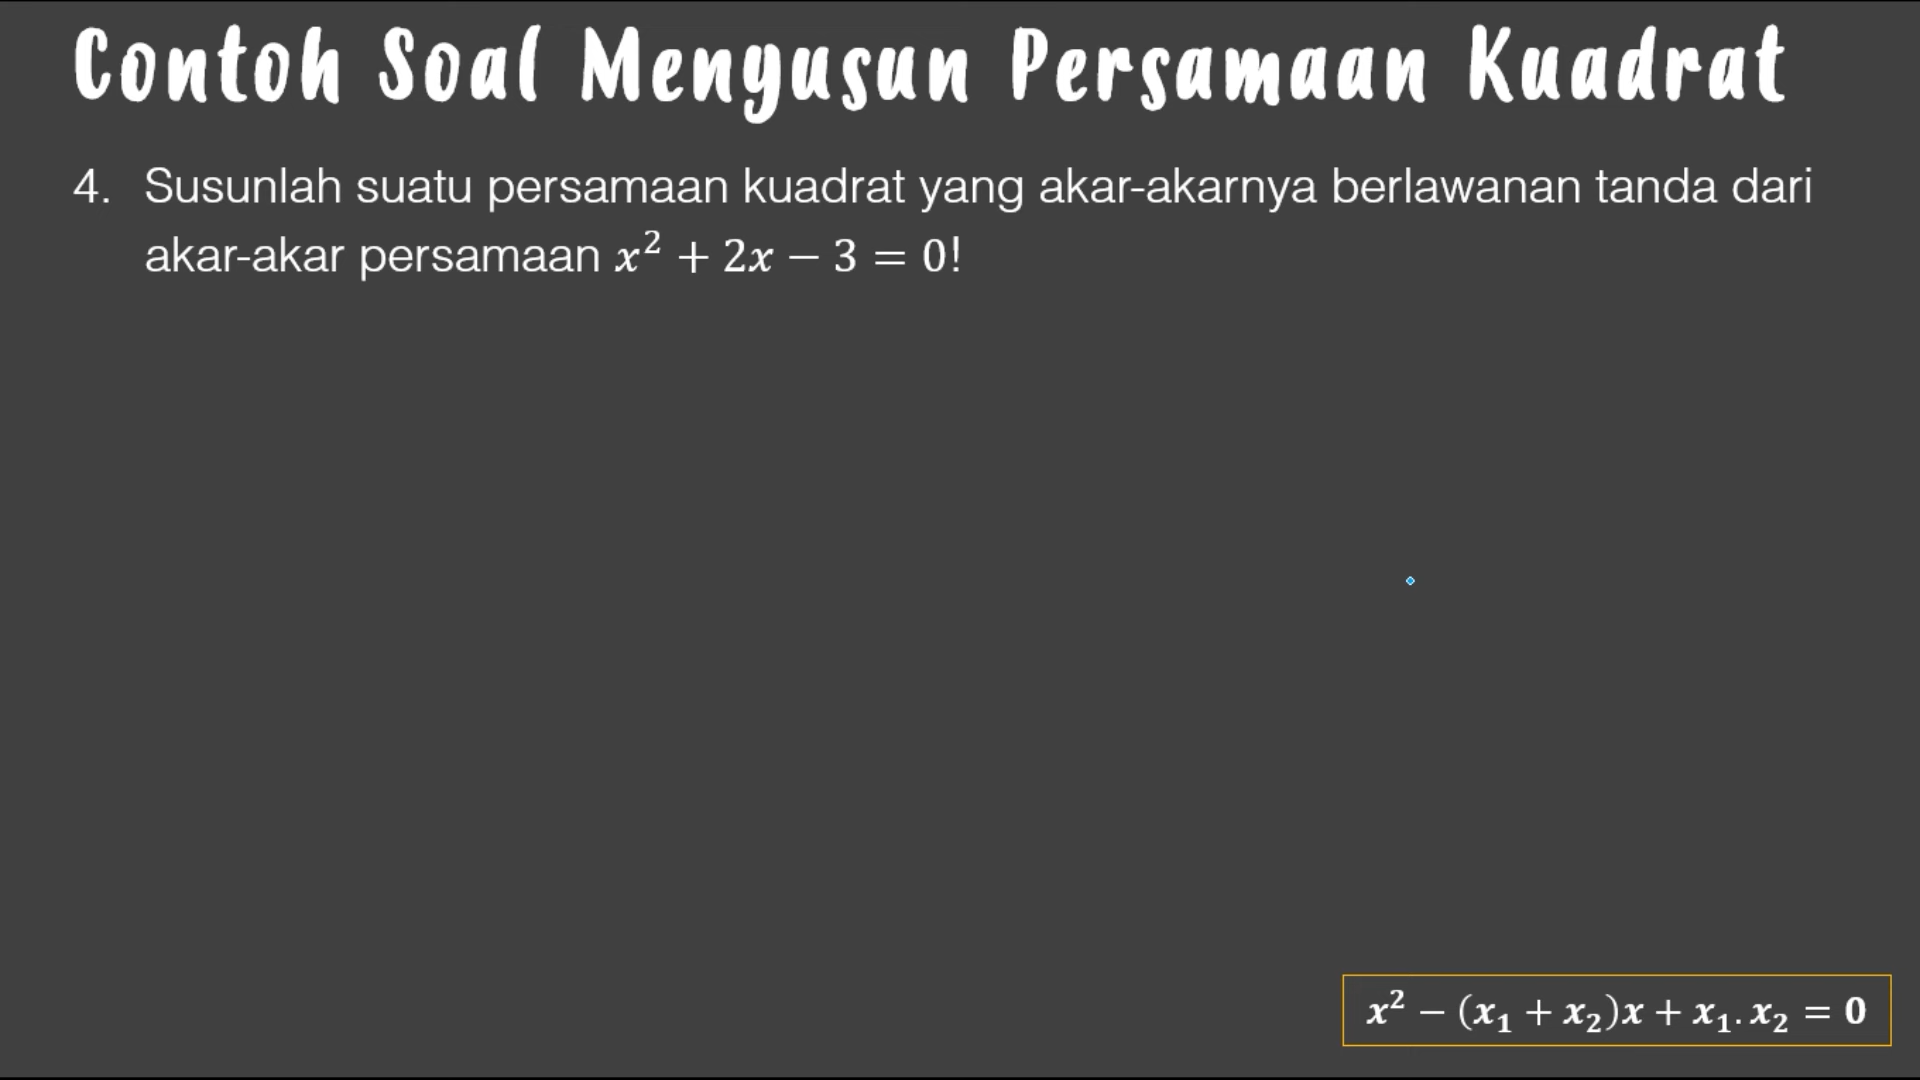 Contoh Soal Menyusun Persamaan Kuadrat
4. Susunlah suatu persamaan kuadrat yang akar-akarnya berlawanan tanda dari
akar-akar persamaan x² + 2x − 3 = 0!
x² − (x₁ + x₂)x + x₁. x₂ = 0